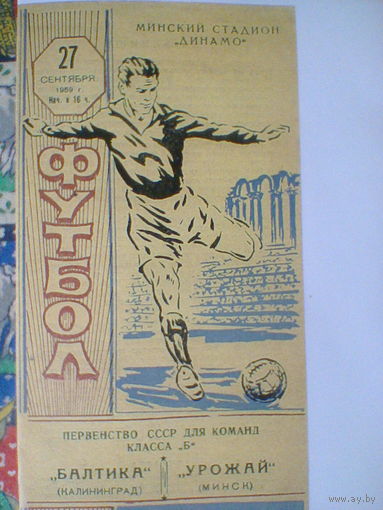 МИНСКИЙ СТАДИОН
„ДИНАМО“
27
СЕНТЯБРЯ
1959 г.
Нач. в 16 ч.
ФУТБОЛ
ПЕРВЕНСТВО СССР ДЛЯ КОМАНД
КЛАССА „Б“
„БАЛТИКА“ „УРОЖАЙ“
(КАЛИНИНГРАД) (МИНСК)
ay.by